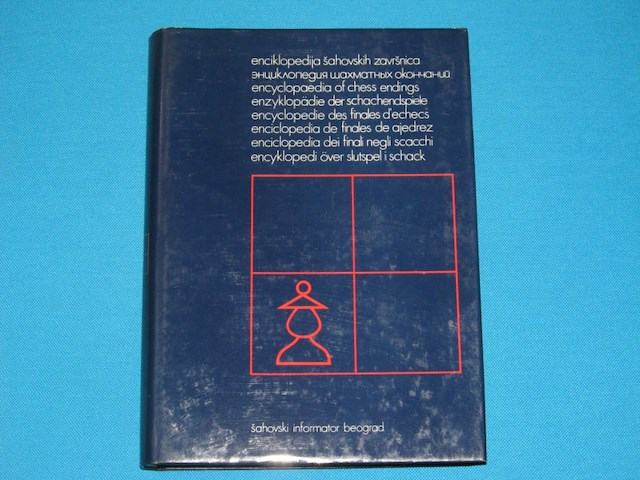 enciklopedija šahovskih završnica
энциклопедия шахматных окончаний
encyclopaedia of chess endings
enzyklopädie der schachendspiele
encyclopedie des finales d'echecs
enciclopedia de finales de ajedrez
enciclopedia dei finali negli scacchi
encyklopedi över slutspel i schack
šahovski informator beograd